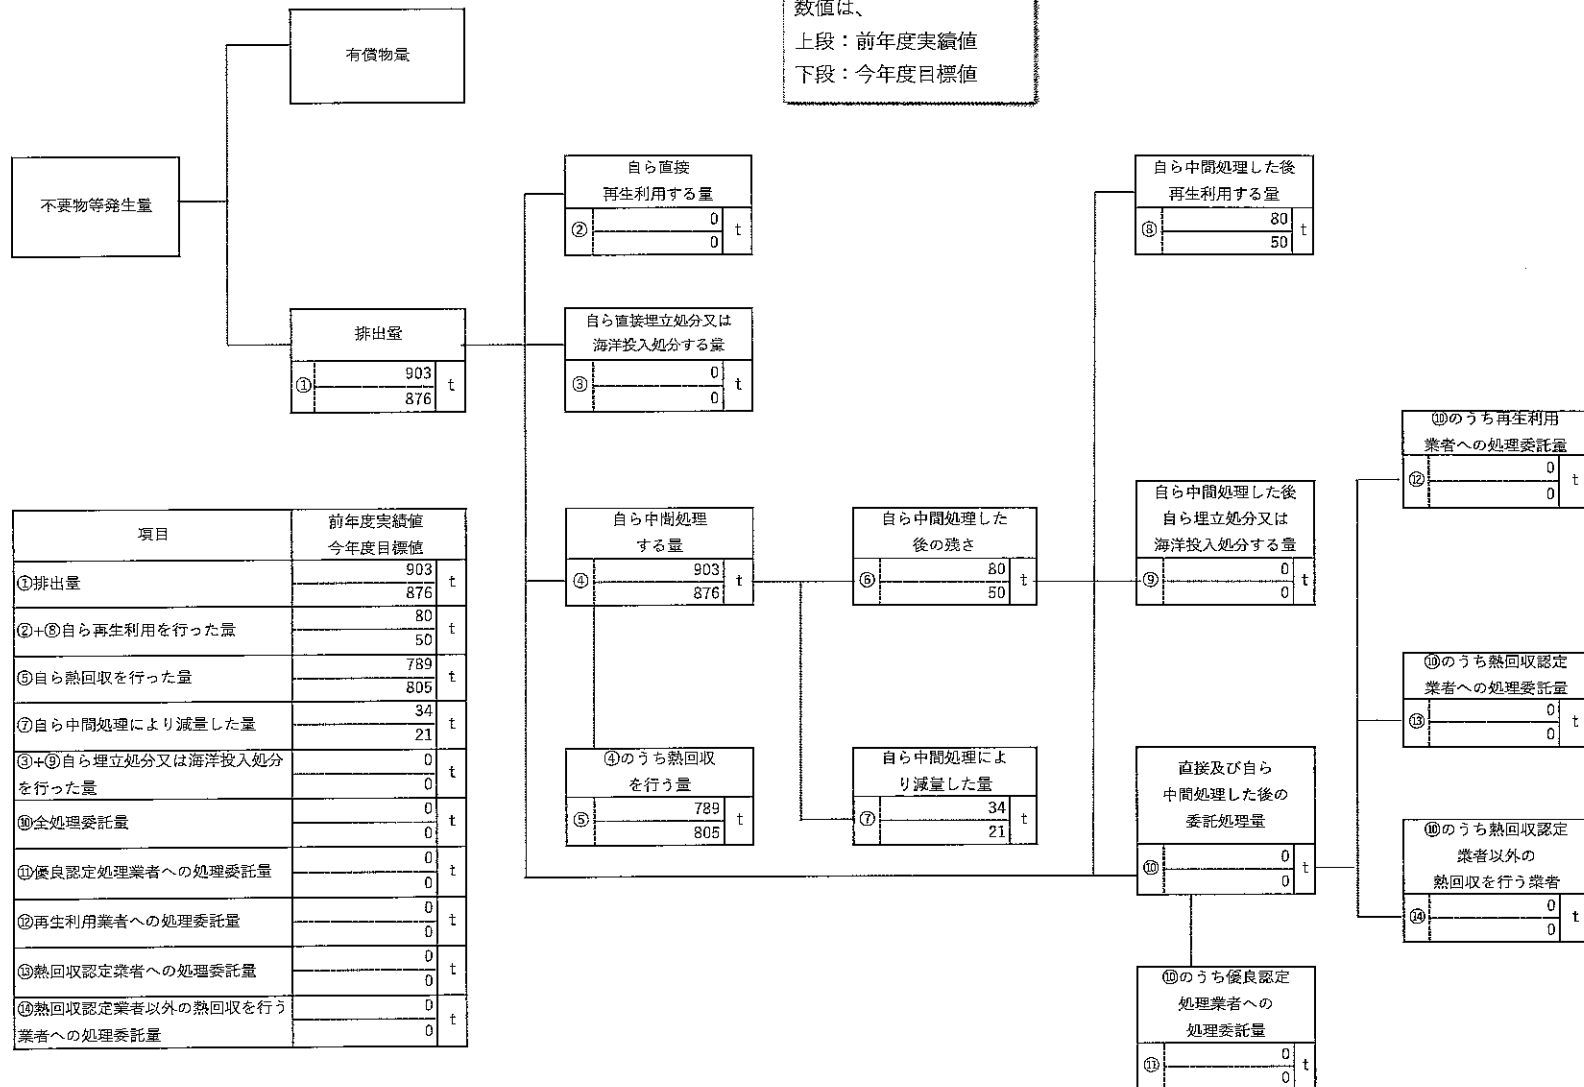 数値は、
上段：前年度実績値
下段：今年度目標値
有償物量
不要物等発生量
排出量
①
903
876
t
自ら直接
再生利用する量
②
0
0
t
自ら直接埋立処分又は
海洋投入処分する量
③
0
0
t
自ら中間処理
する量
④
903
876
t
④のうち熱回収
を行う量
⑤
789
805
t
自ら中間処理した
後の残さ
⑥
80
50
t
自ら中間処理によ
り減量した量
⑦
34
21
t
自ら中間処理した後
再生利用する量
⑧
80
50
t
自ら中間処理した後
自ら埋立処分又は
海洋投入処分する量
⑨
0
0
t
直接及び自ら
中間処理した後の
委託処理量
⑩
0
0
t
⑩のうち優良認定
処理業者への
処理委託量
⑪
0
0
t
⑩のうち再生利用
業者への処理委託量
⑫
0
0
t
⑩のうち熱回収認定
業者への処理委託量
⑬
0
0
t
⑩のうち熱回収認定
業者以外の
熱回収を行う業者
⑭
0
0
t
項目
前年度実績値
今年度目標値
①排出量
903
876
t
②+⑧自ら再生利用を行った量
80
50
t
⑤自ら熱回収を行った量
789
805
t
⑦自ら中間処理により減量した量
34
21
t
③+⑨自ら埋立処分又は海洋投入処分
を行った量
0
0
t
⑩全処理委託量
0
0
t
⑪優良認定処理業者への処理委託量
0
0
t
⑫再生利用業者への処理委託量
0
0
t
⑬熱回収認定業者への処理委託量
0
0
t
⑭熱回収認定業者以外の熱回収を行う
業者への処理委託量
0
0
t